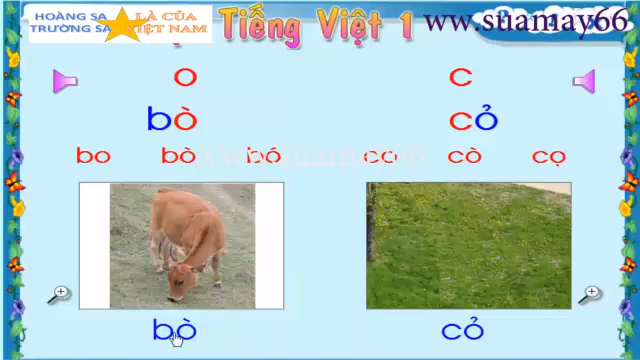 HOÀNG SA LÀ CỦA
TRƯỜNG SA VIỆT NAM
Tiếng Việt 1
www.suamay66
o c
bò cỏ
bo bò bó co cò cọ
bò cỏ